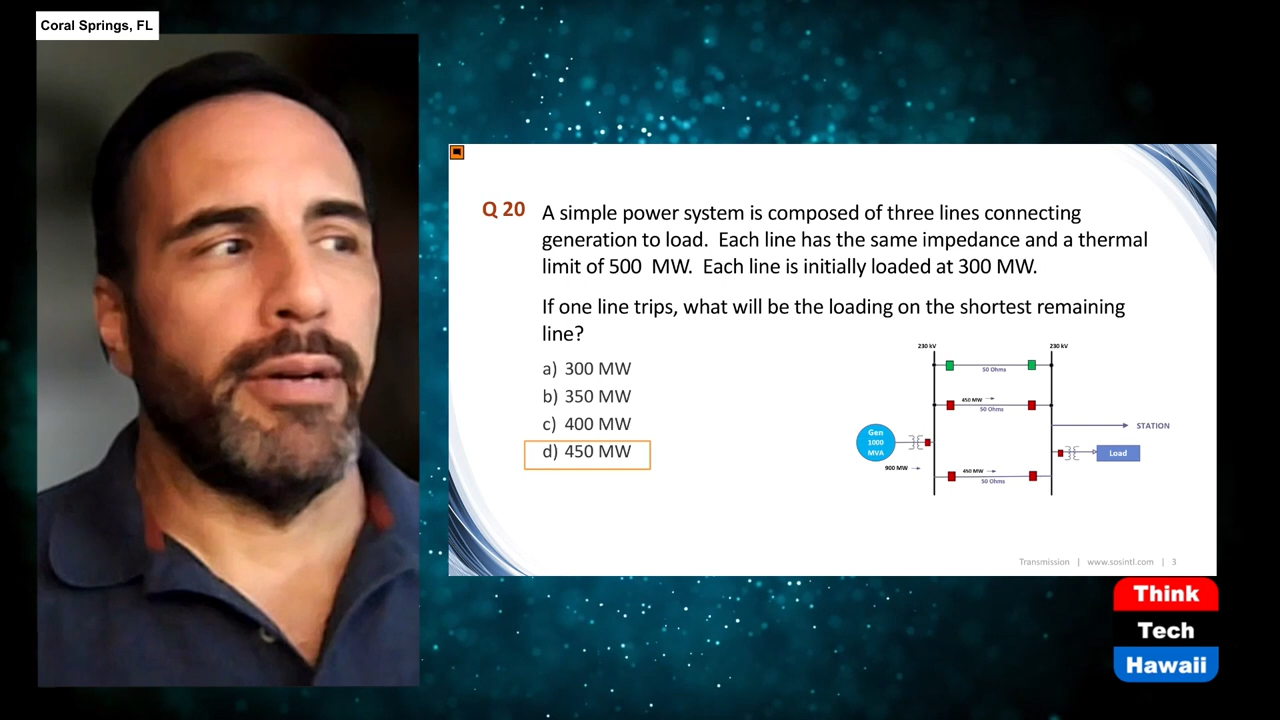 Coral Springs, FL
Q 20
A simple power system is composed of three lines connecting
generation to load. Each line has the same impedance and a thermal
limit of 500 MW. Each line is initially loaded at 300 MW.
If one line trips, what will be the loading on the shortest remaining
line?
a) 300 MW
b) 350 MW
c) 400 MW
d) 450 MW
230 kV
230 kV
50 Ohms
450 MW
50 Ohms
STATION
Gen
1000
MVA
Load
900 MW
450 MW
50 Ohms
Transmission | www.sosintl.com | 3
Think
Tech
Hawaii